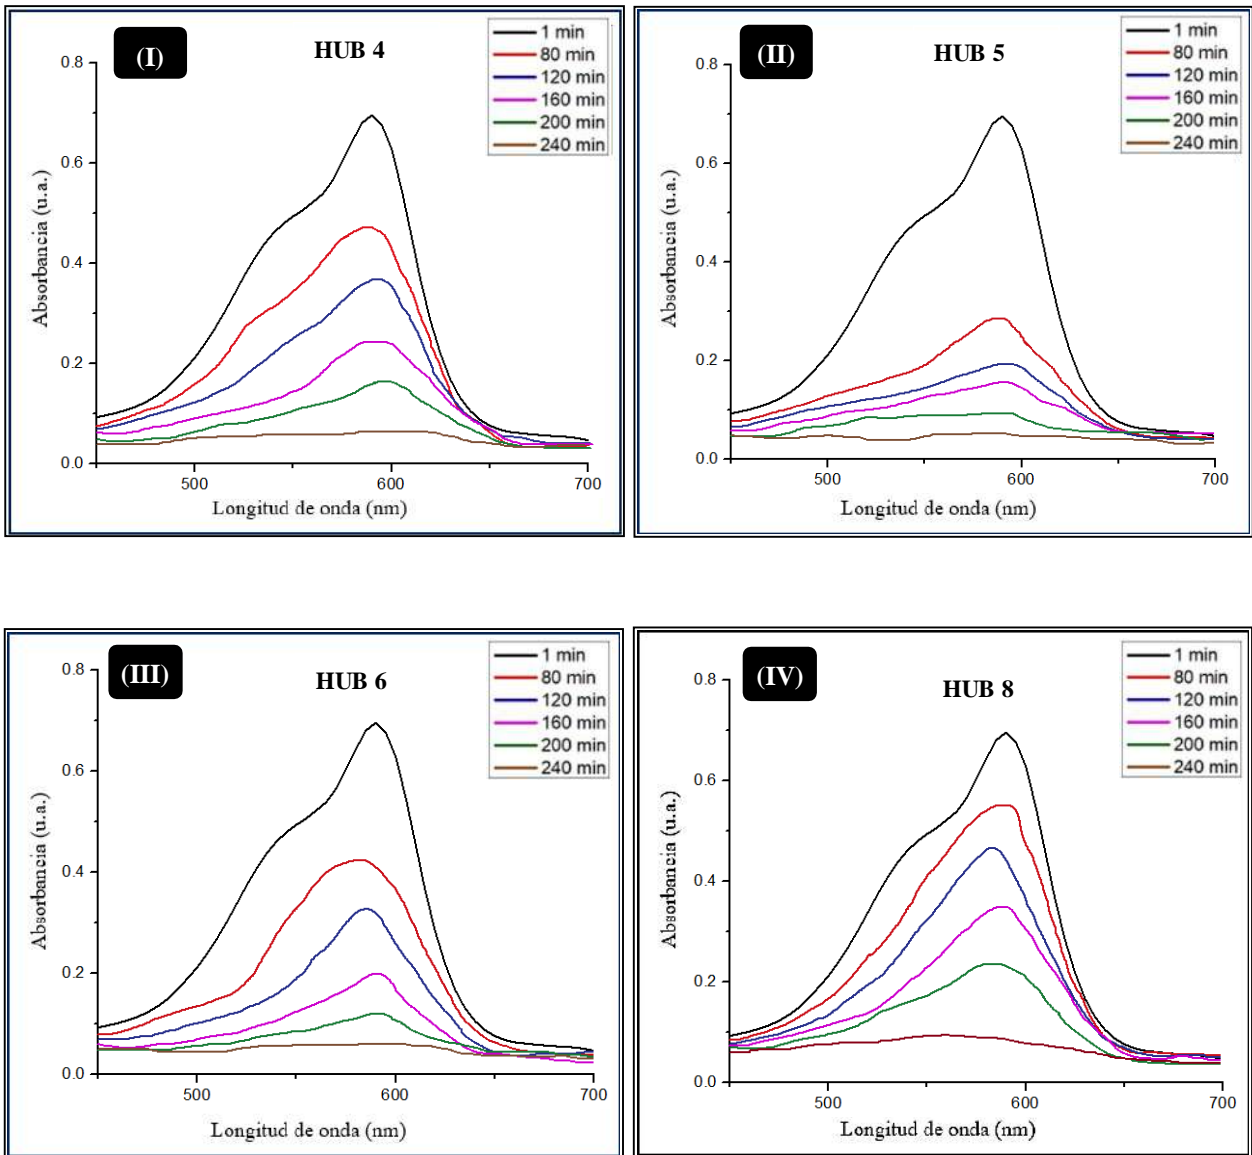 (I)
HUB 4
1 min
80 min
120 min
160 min
200 min
240 min
0.8
0.6
0.4
0.2
0.0
Absorbancia (u.a.)
500
600
700
Longitud de onda (nm)
(II)
HUB 5
1 min
80 min
120 min
160 min
200 min
240 min
0.8
0.6
0.4
0.2
0.0
Absorbancia (u.a.)
500
600
700
Longitud de onda (nm)
(III)
HUB 6
1 min
80 min
120 min
160 min
200 min
240 min
0.8
0.6
0.4
0.2
0.0
Absorbancia (u.a.)
500
600
700
Longitud de onda (nm)
(IV)
HUB 8
1 min
80 min
120 min
160 min
200 min
240 min
0.8
0.6
0.4
0.2
0.0
Absorbancia (u.a.)
500
600
700
Longitud de onda (nm)